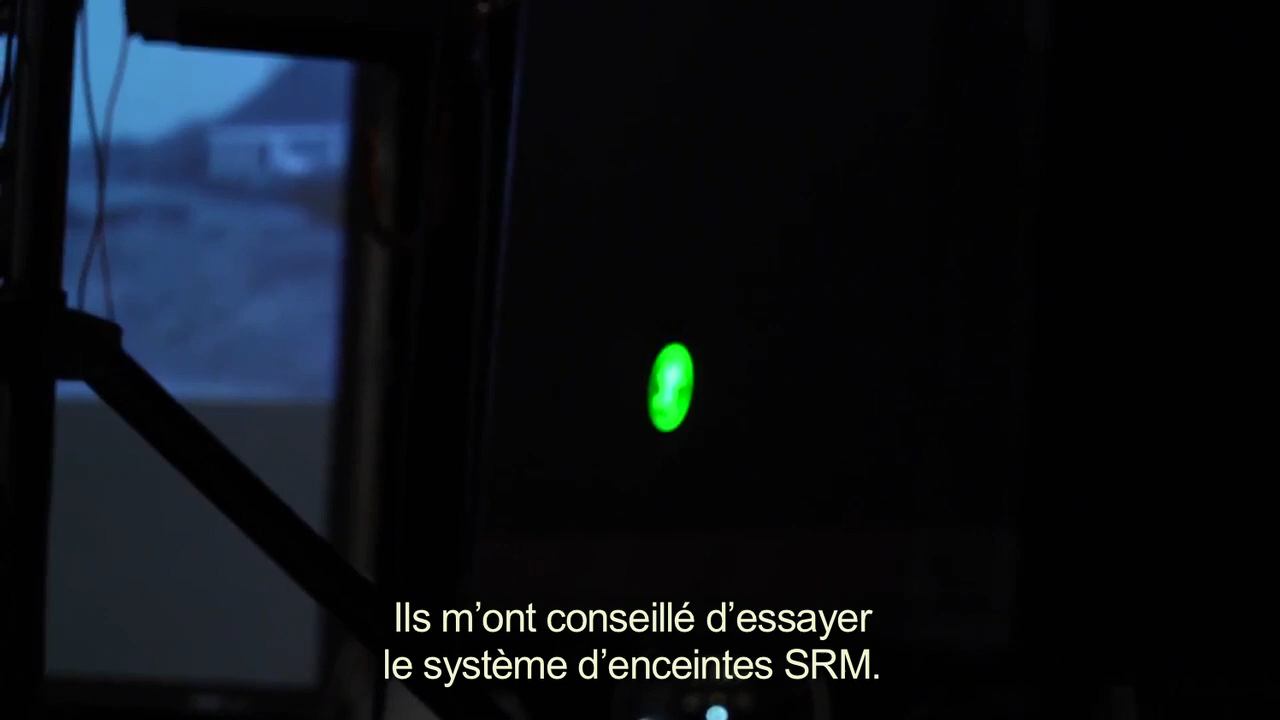 Ils m’ont conseillé d’essayer
le système d’enceintes SRM.